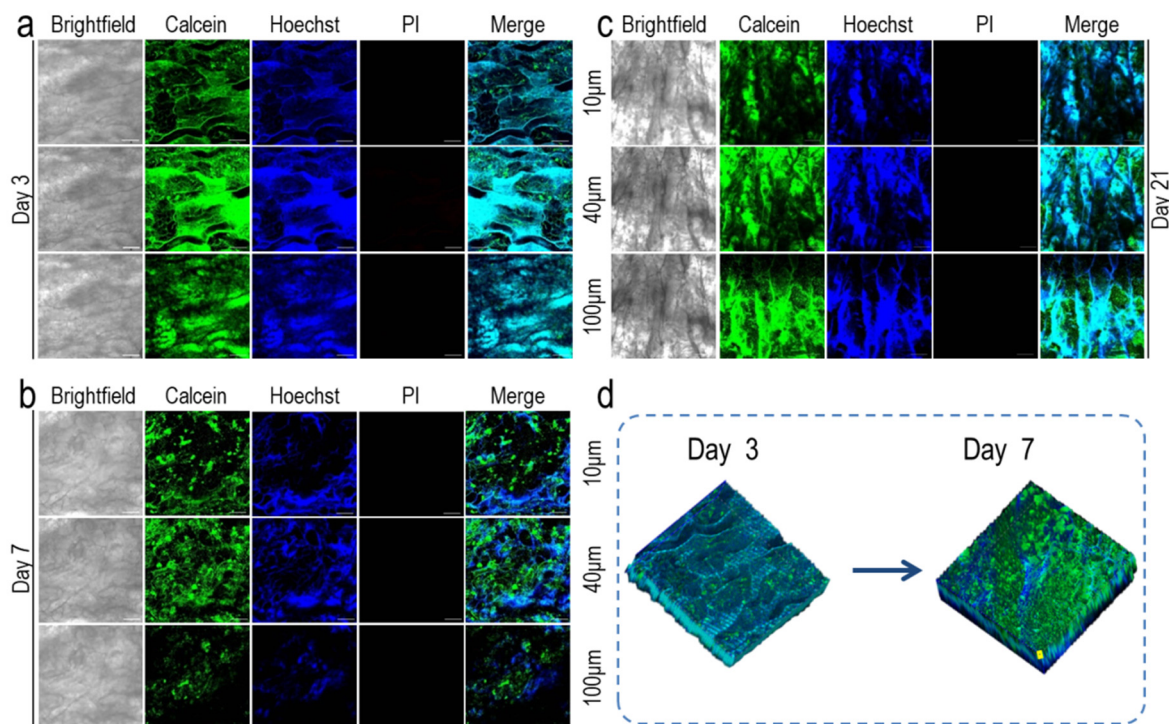 a
Brightfield Calcein Hoechst PI Merge
Day 3
10µm
40µm
100µm
c
Brightfield Calcein Hoechst PI Merge
Day 21
b
Brightfield Calcein Hoechst PI Merge
Day 7
10µm
40µm
100µm
d
Day 3
Day 7